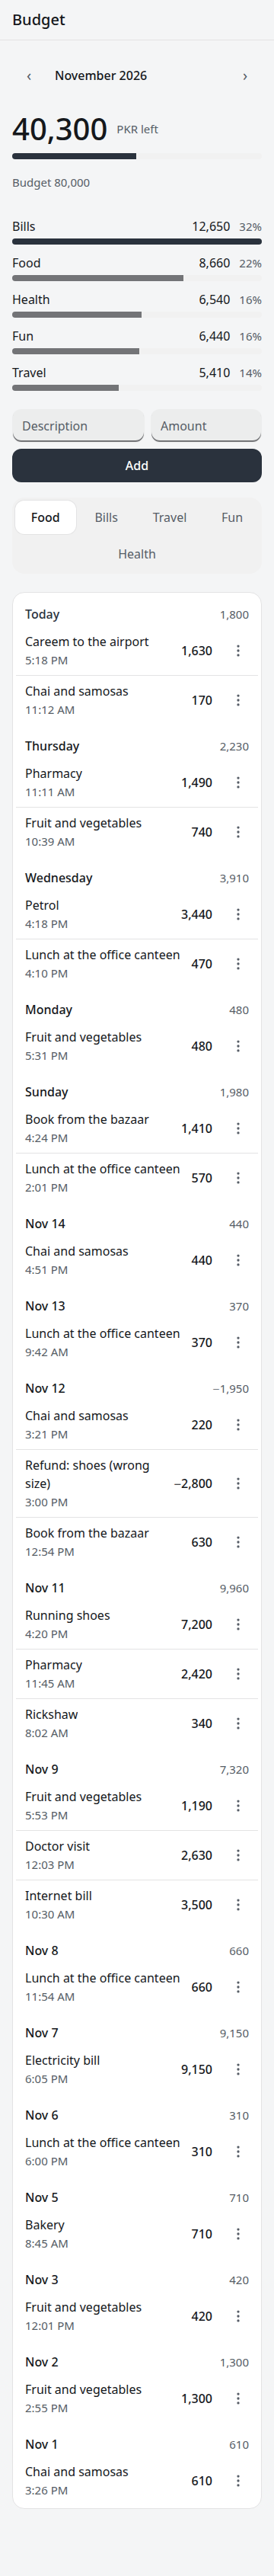 Budget
‹ November 2026 ›
40,300 PKR left
Budget 80,000
Bills 12,650 32%
Food 8,660 22%
Health 6,540 16%
Fun 6,440 16%
Travel 5,410 14%
Description Amount
Add
Food Bills Travel Fun
Health
Today 1,800
Careem to the airport 1,630
5:18 PM
Chai and samosas 170
11:12 AM
Thursday 2,230
Pharmacy 1,490
11:11 AM
Fruit and vegetables 740
10:39 AM
Wednesday 3,910
Petrol 3,440
4:18 PM
Lunch at the office canteen 470
4:10 PM
Monday 480
Fruit and vegetables 480
5:31 PM
Sunday 1,980
Book from the bazaar 1,410
4:24 PM
Lunch at the office canteen 570
2:01 PM
Nov 14 440
Chai and samosas 440
4:51 PM
Nov 13 370
Lunch at the office canteen 370
9:42 AM
Nov 12 −1,950
Chai and samosas 220
3:21 PM
Refund: shoes (wrong
size) −2,800
3:00 PM
Book from the bazaar 630
12:54 PM
Nov 11 9,960
Running shoes 7,200
4:20 PM
Pharmacy 2,420
11:45 AM
Rickshaw 340
8:02 AM
Nov 9 7,320
Fruit and vegetables 1,190
5:53 PM
Doctor visit 2,630
12:03 PM
Internet bill 3,500
10:30 AM
Nov 8 660
Lunch at the office canteen 660
11:54 AM
Nov 7 9,150
Electricity bill 9,150
6:05 PM
Nov 6 310
Lunch at the office canteen 310
6:00 PM
Nov 5 710
Bakery 710
8:45 AM
Nov 3 420
Fruit and vegetables 420
12:01 PM
Nov 2 1,300
Fruit and vegetables 1,300
2:55 PM
Nov 1 610
Chai and samosas 610
3:26 PM